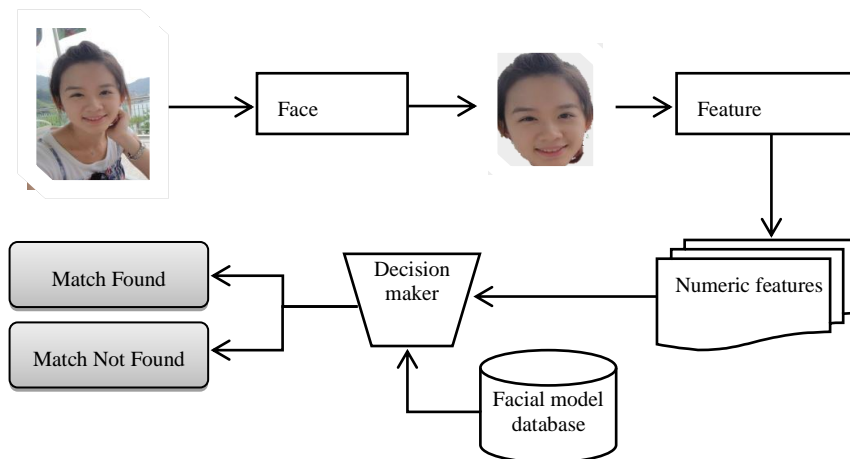 Face
Feature
Numeric features
Decision
maker
Match Found
Match Not Found
Facial model
database